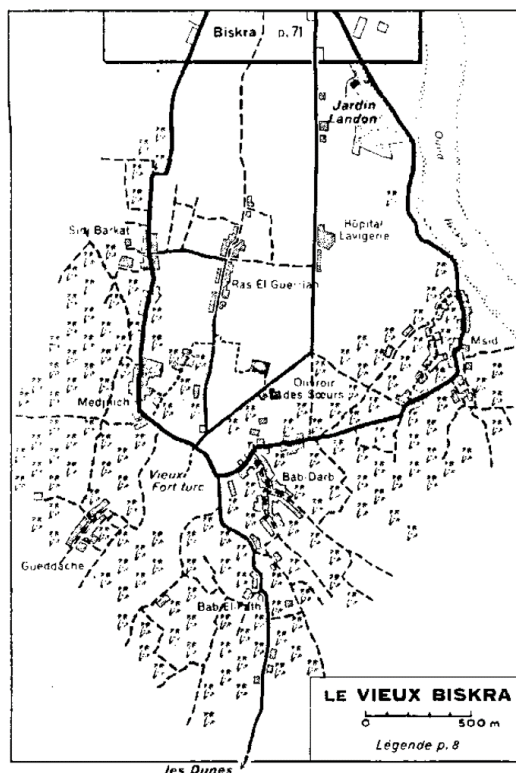 Biskra p. 71
Jardin
Landon
Oued
Biskra
Sidi Barkat
Hôpital
Lavigerie
Ras El Guerriah
Msid
Medjnich
Ouvroir
des Sœurs
Vieux
Fort turc
Bab-Darb
Gueddache
Bab-El-Fath
LE VIEUX BISKRA
0 500 m
Légende p. 8
les Dunes